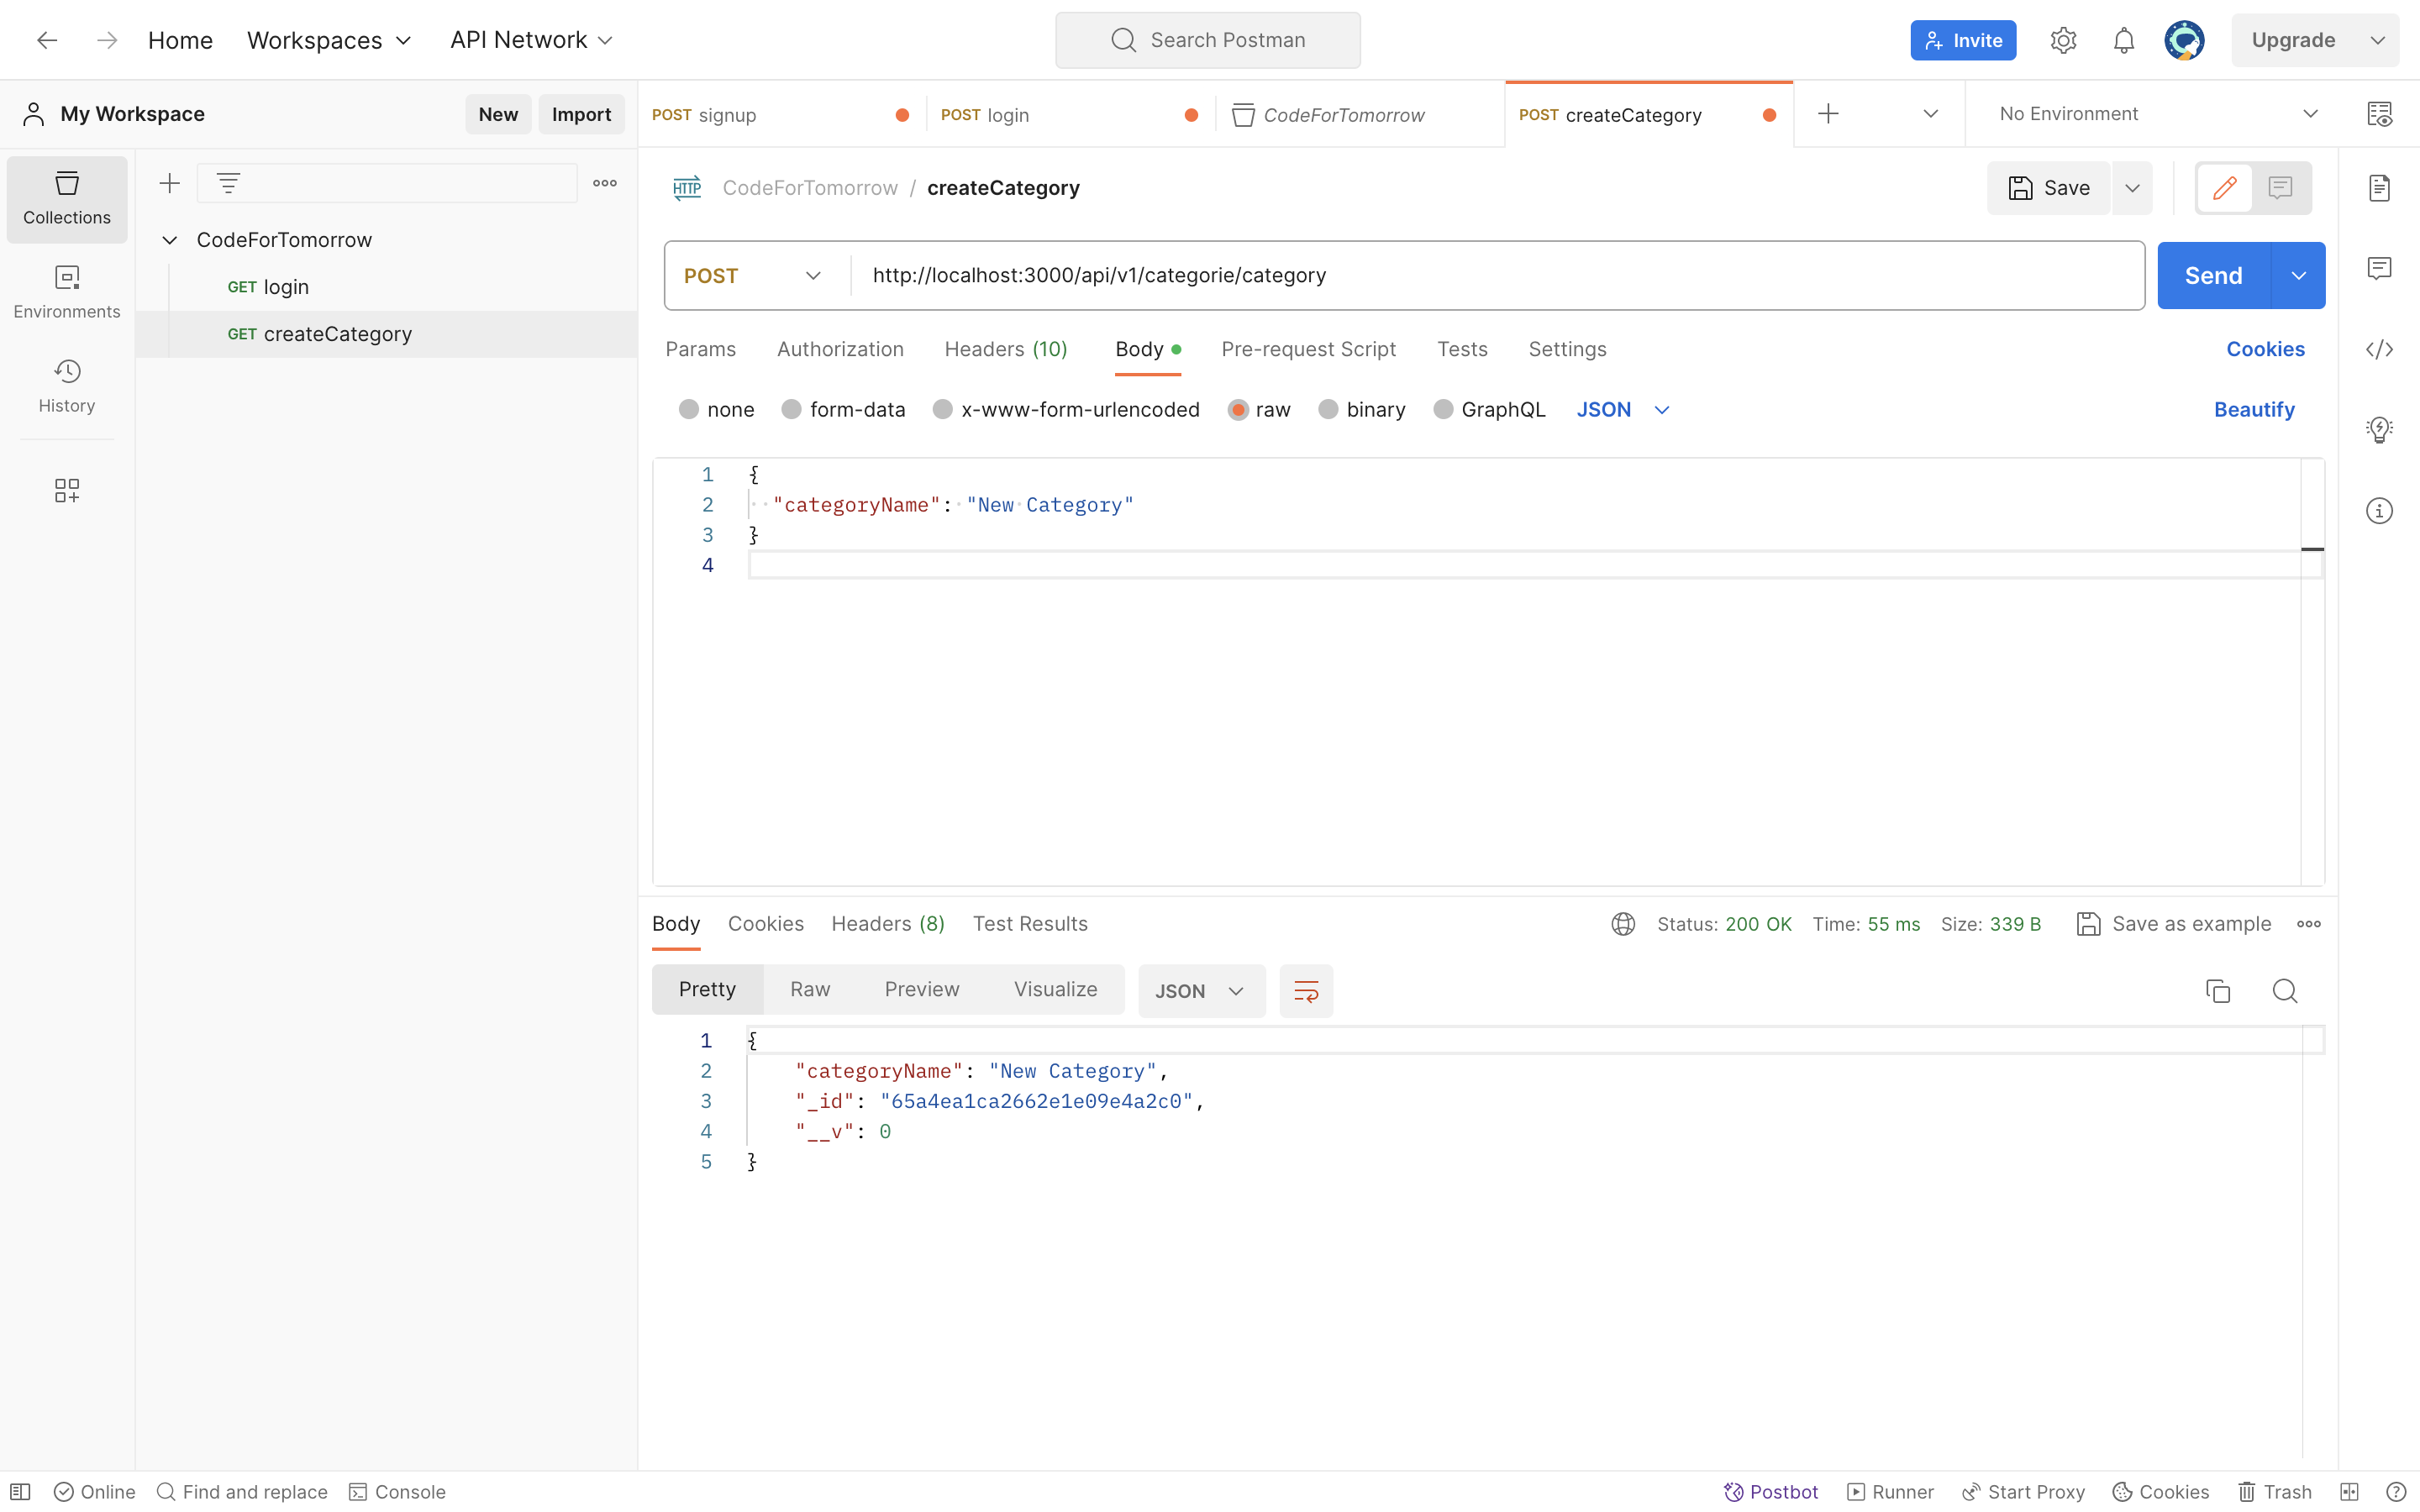 Home Workspaces API Network Search Postman Invite Upgrade
My Workspace New Import POST signup POST login CodeForTomorrow POST createCategory No Environment
Collections
Environments
History
CodeForTomorrow
GET login
GET createCategory
HTTP CodeForTomorrow / createCategory Save
POST http://localhost:3000/api/v1/categorie/category Send
Params Authorization Headers (10) Body Pre-request Script Tests Settings Cookies
none form-data x-www-form-urlencoded raw binary GraphQL JSON Beautify
1 {
2 "categoryName": "New Category"
3 }
4
Body Cookies Headers (8) Test Results Status: 200 OK Time: 55 ms Size: 339 B Save as example
Pretty Raw Preview Visualize JSON
1 {
2 "categoryName": "New Category",
3 "_id": "65a4ea1ca2662e1e09e4a2c0",
4 "__v": 0
5 }
Online Find and replace Console Postbot Runner Start Proxy Cookies Trash